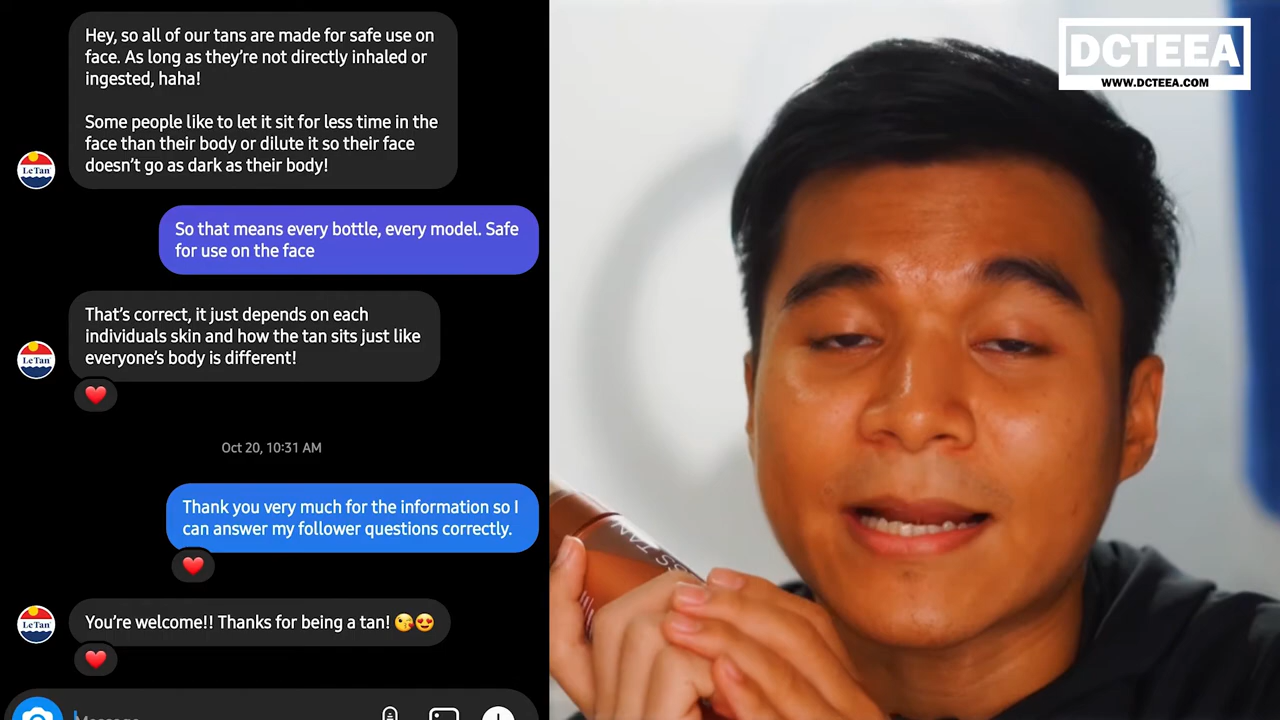 Hey, so all of our tans are made for safe use on
face. As long as they're not directly inhaled or
ingested, haha!
Some people like to let it sit for less time in the
face than their body or dilute it so their face
doesn't go as dark as their body!
Le Tan
So that means every bottle, every model. Safe
for use on the face
That's correct, it just depends on each
individuals skin and how the tan sits just like
everyone's body is different!
Le Tan
Oct 20, 10:31 AM
Thank you very much for the information so I
can answer my follower questions correctly.
You're welcome!! Thanks for being a tan! 😘😍
Le Tan
DCTEEA
WWW.DCTEEA.COM
TAN